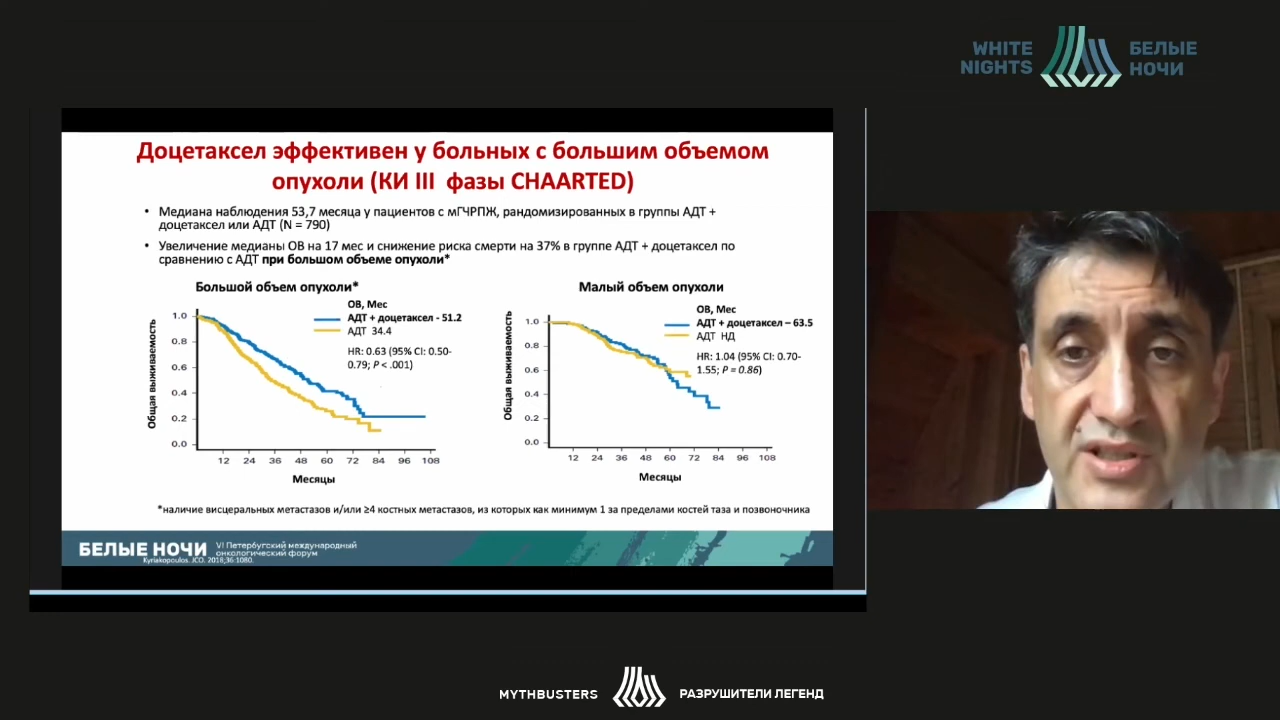 WHITE
NIGHTS
БЕЛЫЕ
НОЧИ
Доцетаксел эффективен у больных с большим объемом
опухоли (КИ III фазы CHAARTED)
• Медиана наблюдения 53,7 месяца у пациентов с мГЧРПЖ, рандомизированных в группы АДТ +
доцетаксел или АДТ (N = 790)
• Увеличение медианы ОВ на 17 мес и снижение риска смерти на 37% в группе АДТ + доцетаксел по
сравнению с АДТ при большом объеме опухоли*
Большой объем опухоли*
ОВ, Мес
АДТ + доцетаксел - 51.2
АДТ 34.4
HR: 0.63 (95% CI: 0.50-
0.79; P < .001)
Общая выживаемость
1.0
0.8
0.6
0.4
0.2
0.0
12 24 36 48 60 72 84 96 108
Месяцы
Малый объем опухоли
ОВ, Мес
АДТ + доцетаксел – 63.5
АДТ НД
HR: 1.04 (95% CI: 0.70-
1.55; P = 0.86)
Общая выживаемость
1.0
0.8
0.6
0.4
0.2
0.0
12 24 36 48 60 72 84 96 108
Месяцы
*наличие висцеральных метастазов и/или ≥4 костных метастазов, из которых как минимум 1 за пределами костей таза и позвоночника
БЕЛЫЕ НОЧИ
VI Петербургский международный
онкологический форум
Kyriakopoulos. JCO. 2018;36:1080.
MYTHBUSTERS
РАЗРУШИТЕЛИ ЛЕГЕНД